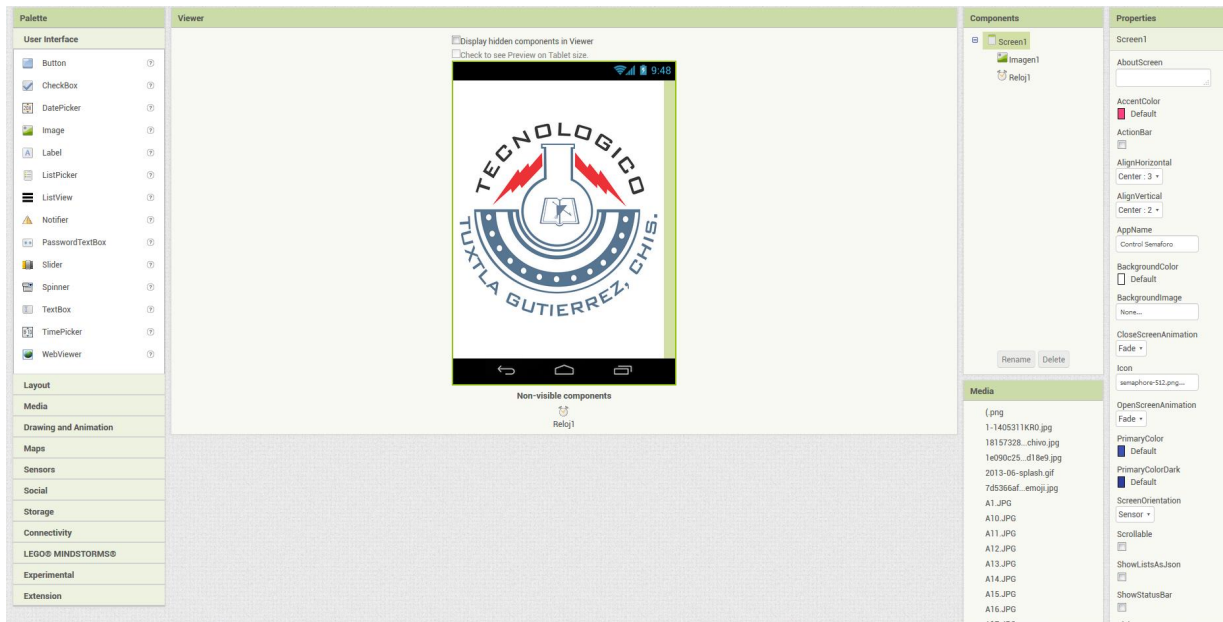 Palette
User Interface
Button
CheckBox
DatePicker
Image
Label
ListPicker
ListView
Notifier
PasswordTextBox
Slider
Spinner
TextBox
TimePicker
WebViewer
Layout
Media
Drawing and Animation
Maps
Sensors
Social
Storage
Connectivity
LEGO® MINDSTORMS®
Experimental
Extension
Viewer
Display hidden components in Viewer
Check to see Preview on Tablet size.
9:48
TECNOLOGICO
TUXTLA GUTIERREZ, CHIS.
Non-visible components
Reloj1
Components
Screen1
Imagen1
Reloj1
Rename Delete
Media
(.png
1-1405311KR0.jpg
18157328...chivo.jpg
1e090c25...d18e9.jpg
2013-06-splash.gif
7d5366af...emoji.jpg
A1.JPG
A10.JPG
A11.JPG
A12.JPG
A13.JPG
A14.JPG
A15.JPG
A16.JPG
Properties
Screen1
AboutScreen
AccentColor
Default
ActionBar
AlignHorizontal
Center : 3
AlignVertical
Center : 2
AppName
Control Semaforo
BackgroundColor
Default
BackgroundImage
None...
CloseScreenAnimation
Fade
Icon
semaphore-512.png...
OpenScreenAnimation
Fade
PrimaryColor
Default
PrimaryColorDark
Default
ScreenOrientation
Sensor
Scrollable
ShowListsAsJson
ShowStatusBar